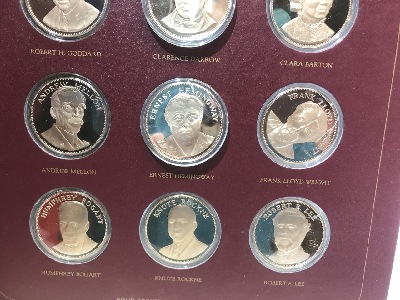 ROBERT H. GODDARD
CLARENCE DARROW
CLARA BARTON
ANDREW MELLON
ERNEST HEMINGWAY
FRANK LLOYD
ANDREW MELLON
ERNEST HEMINGWAY
FRANK LLOYD WRIGHT
HUMPHREY BOGART
KNUTE ROCKNE
ROBERT E. LEE
HUMPHREY BOGART
KNUTE ROCKNE
ROBERT E. LEE